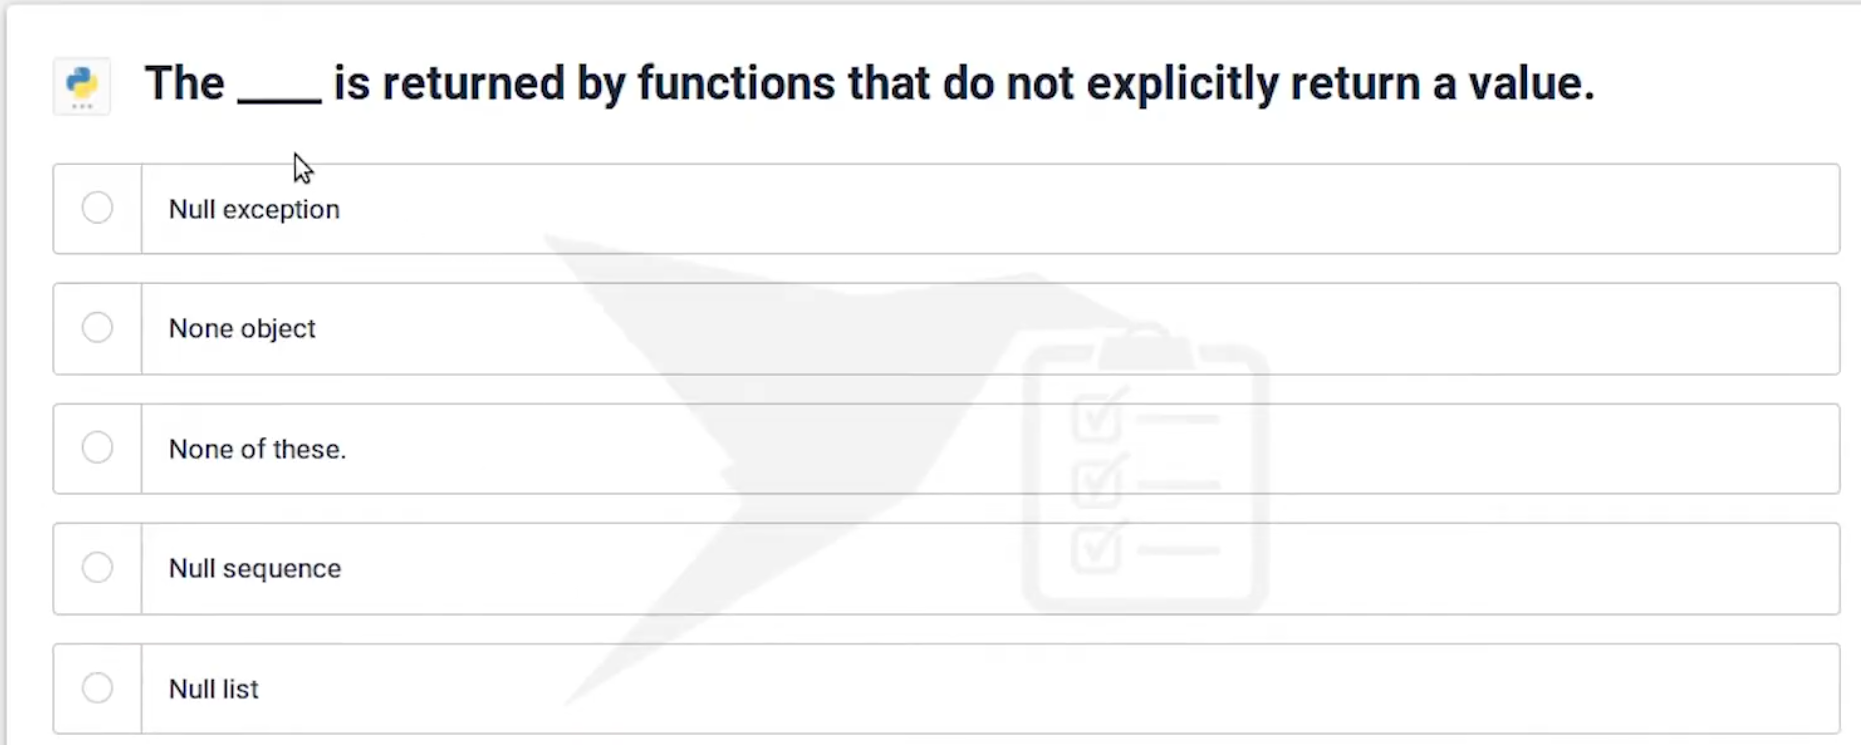 The ____ is returned by functions that do not explicitly return a value.
Null exception
None object
None of these.
Null sequence
Null list